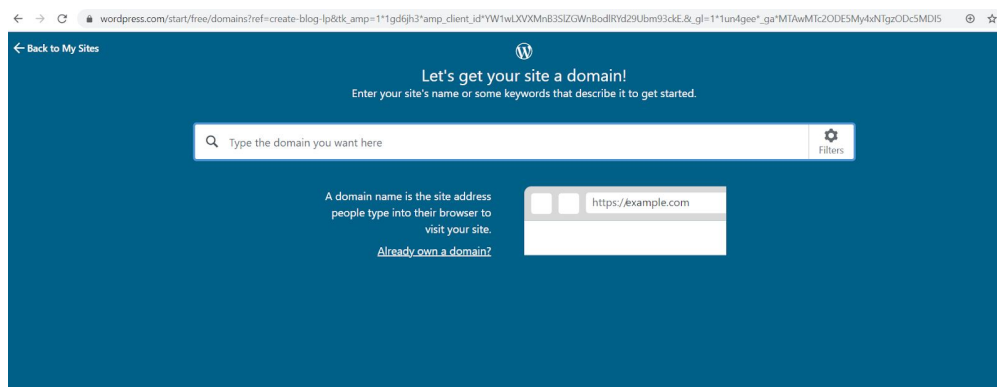 wordpress.com/start/free/domains?ref=create-blog-lp&tk_amp=1*1gd6jh3*amp_client_id*YW1wLXVXMnB3SlZGWnBodlRYd29Ubm93ckE.&_gl=1*1un4gee*_ga*MTAwMTc2ODE5My4xNTgzODc5MDI5
Back to My Sites
Let's get your site a domain!
Enter your site's name or some keywords that describe it to get started.
Type the domain you want here
Filters
A domain name is the site address
people type into their browser to
visit your site.
Already own a domain?
https://example.com